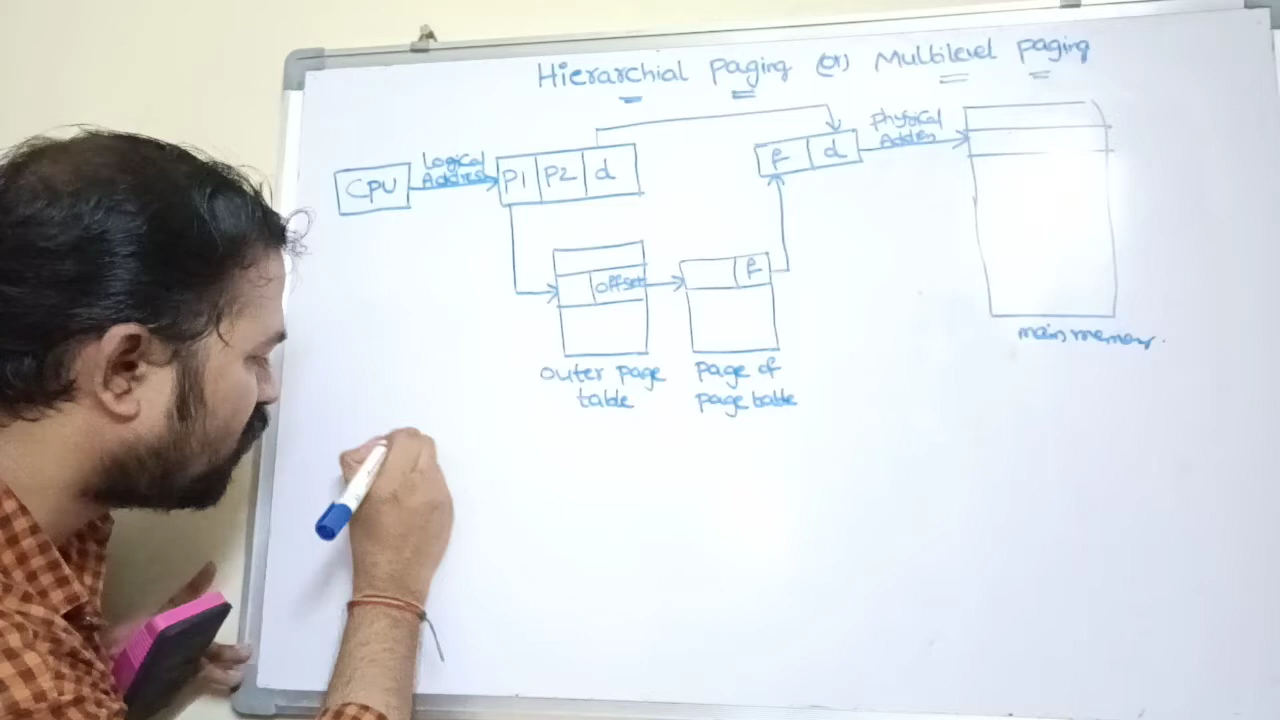 Hierarchial paging (or) Multilevel paging
CPU
Logical
Address
P1 P2 d
f d
physical
Address
offset
f
outer page
table
page of
page table
main memory.